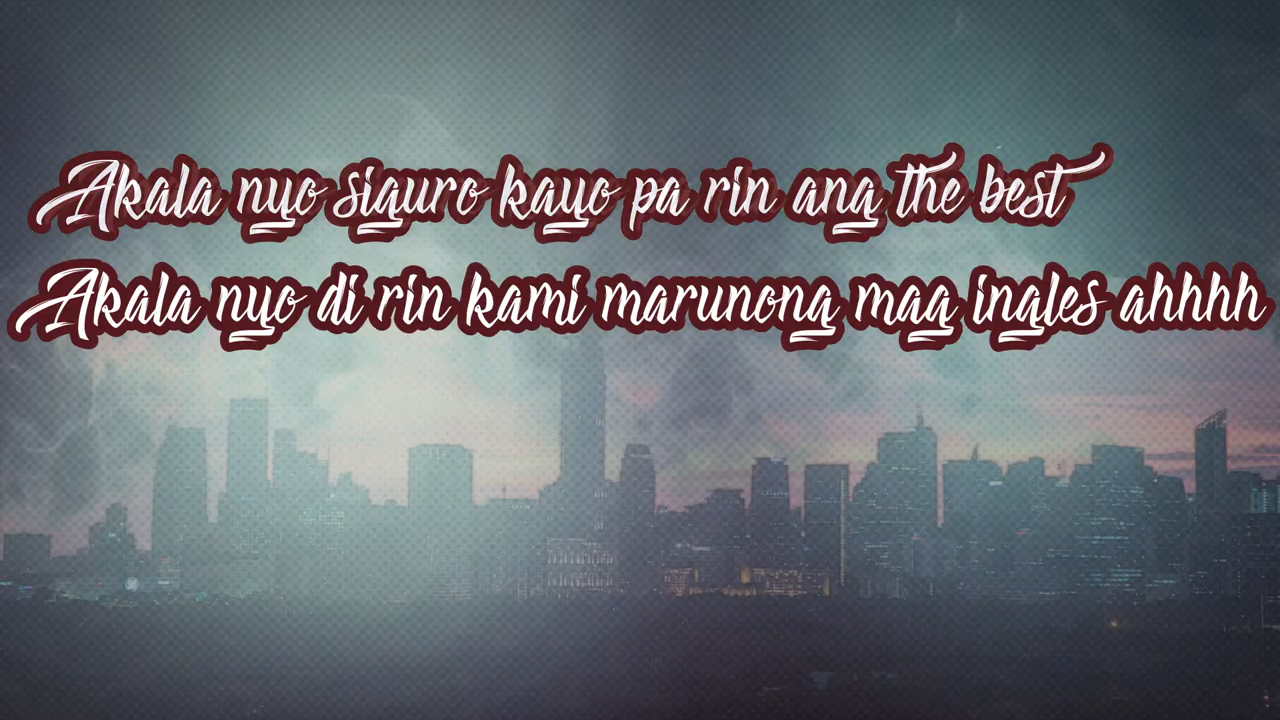 Akala nyo siguro kayo pa rin ang the best
Akala nyo di rin kami marunong mag ingles ahhhh